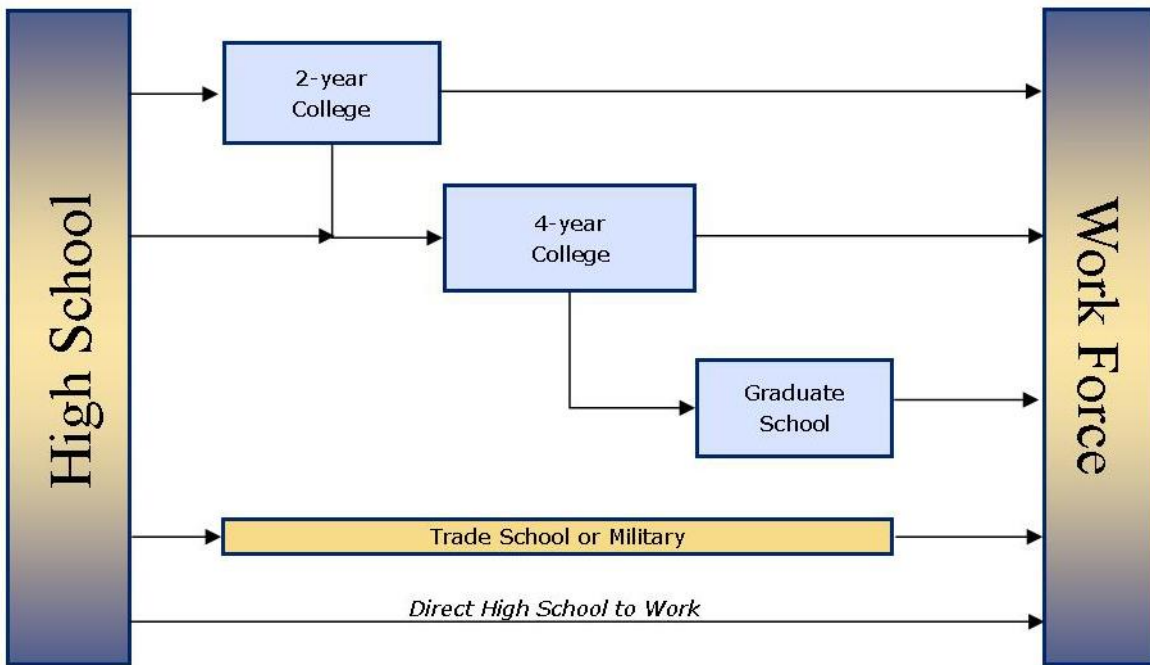 High School
2-year
College
4-year
College
Graduate
School
Trade School or Military
Direct High School to Work
Work Force